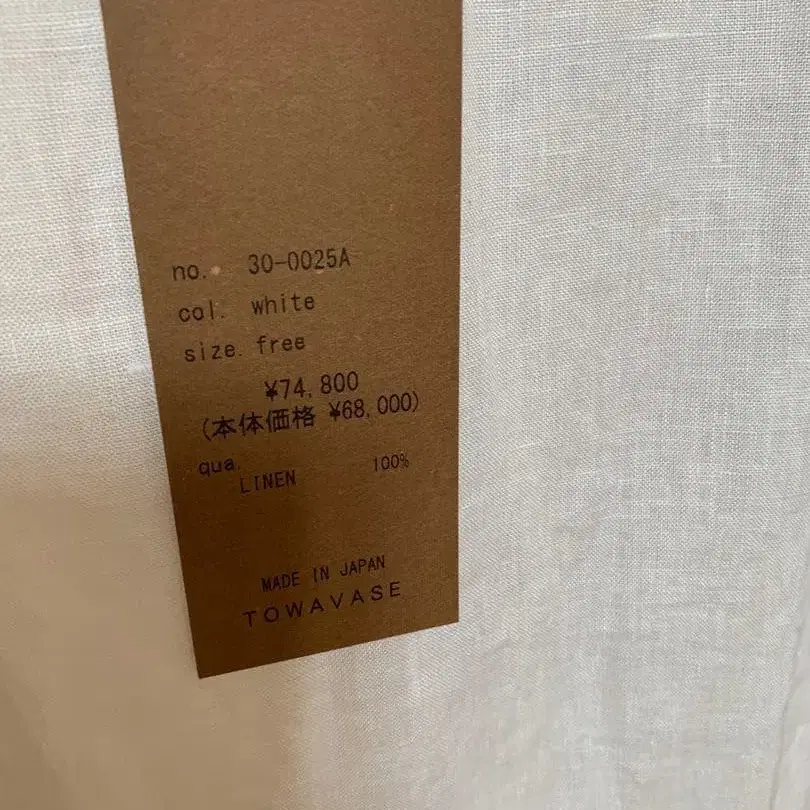 no. 30-0025A
col. white
size. free
¥74,800
(本体価格 ¥68,000)
qua.
LINEN 100%
MADE IN JAPAN
TOWAVASE